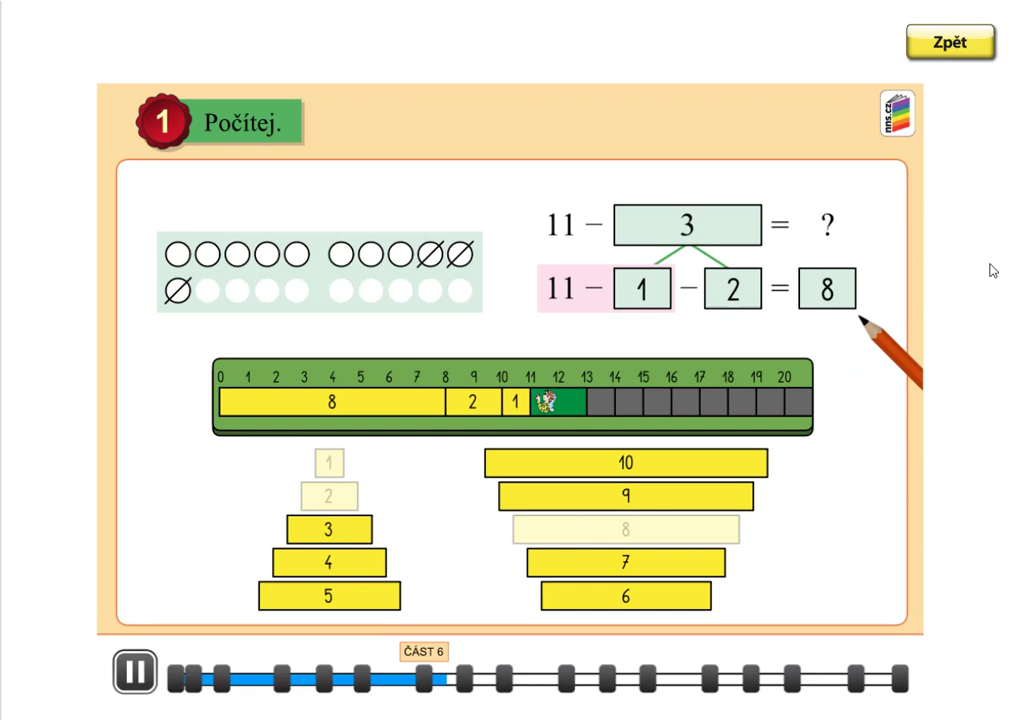 Zpět
1 Počítej.
nns.cz
11 − 3 = ?
11 − 1 − 2 = 8
0 1 2 3 4 5 6 7 8 9 10 11 12 13 14 15 16 17 18 19 20
8 2 1
1 10
2 9
3 8
4 7
5 6
ČÁST 6